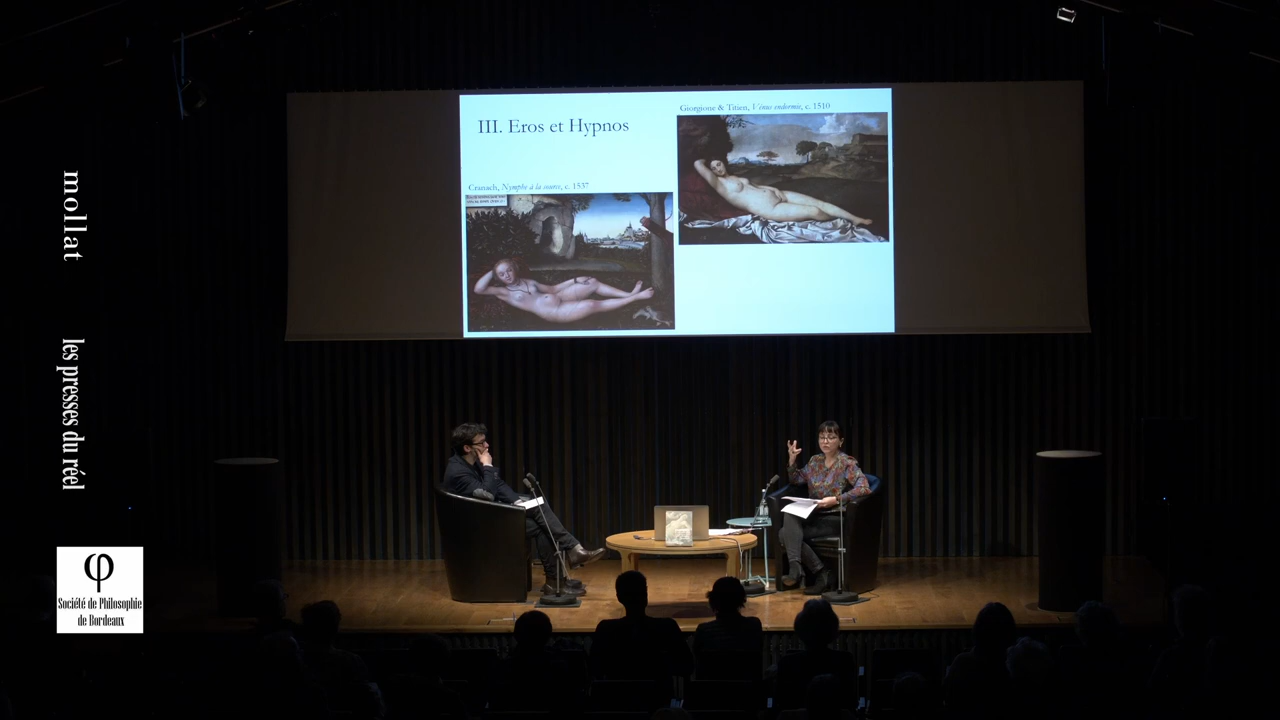 mollat
les presses du réel
φ
Société de Philosophie
de Bordeaux
III. Eros et Hypnos
Giorgione & Titien, Vénus endormie, c. 1510
Cranach, Nymphe à la source, c. 1537